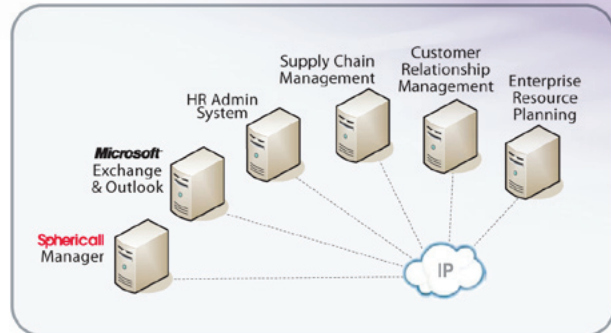 Supply Chain
Management
Customer
Relationship
Management
Enterprise
Resource
Planning
HR Admin
System
Microsoft
Exchange
& Outlook
Sphericall
Manager
IP